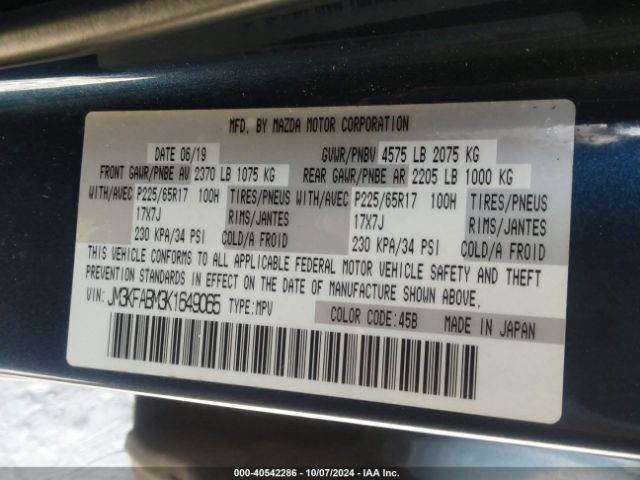 MFD. BY MAZDA MOTOR CORPORATION
DATE 06/19 GVWR/PNBV 4575 LB 2075 KG
FRONT GAWR/PNBE AV 2370 LB 1075 KG REAR GAWR/PNBE AR 2205 LB 1000 KG
WITH/AVEC P225/65R17 100H TIRES/PNEUS WITH/AVEC P225/65R17 100H TIRES/PNEUS
17X7J RIMS/JANTES 17X7J RIMS/JANTES
230 KPA/34 PSI COLD/A FROID 230 KPA/34 PSI COLD/A FROID
THIS VEHICLE CONFORMS TO ALL APPLICABLE FEDERAL MOTOR VEHICLE SAFETY AND THEFT
PREVENTION STANDARDS IN EFFECT ON THE DATE OF MANUFACTURE SHOWN ABOVE.
VIN: JM3KFABM3K1649065 TYPE: MPV COLOR CODE: 45B MADE IN JAPAN
000-40542286 - 10/07/2024 - IAA Inc.